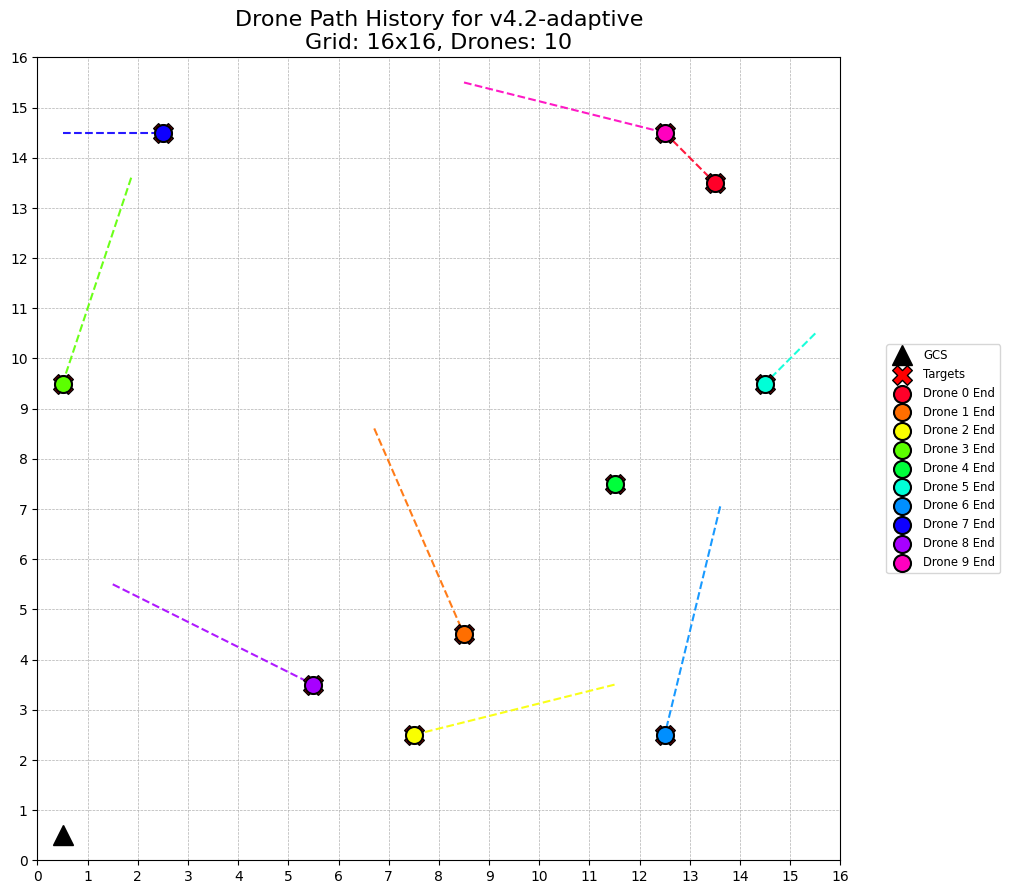 Drone Path History for v4.2-adaptive
Grid: 16x16, Drones: 10
16
15
14
13
12
11
10
9
8
7
6
5
4
3
2
1
0
0 1 2 3 4 5 6 7 8 9 10 11 12 13 14 15 16
GCS
Targets
Drone 0 End
Drone 1 End
Drone 2 End
Drone 3 End
Drone 4 End
Drone 5 End
Drone 6 End
Drone 7 End
Drone 8 End
Drone 9 End